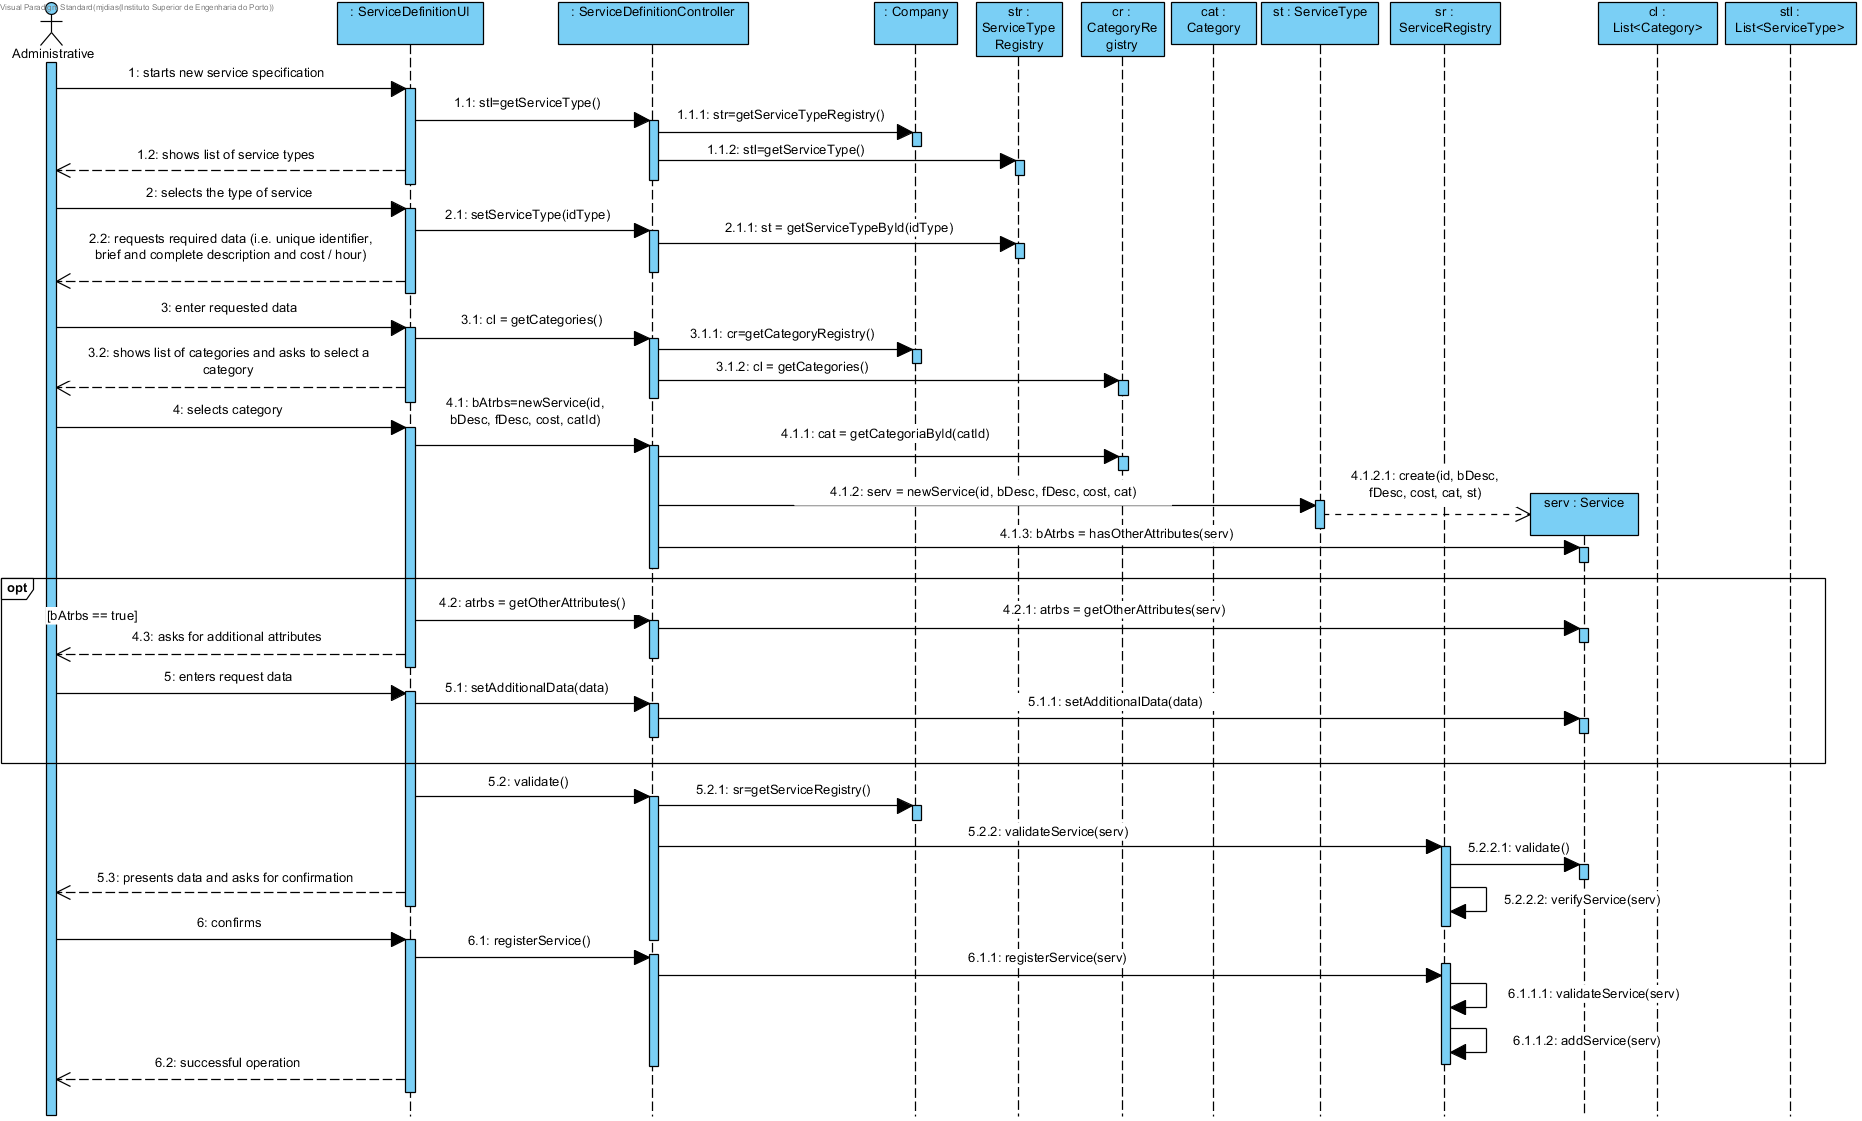 Visual Paradigm Standard(mjdias(Instituto Superior de Engenharia do Porto))
Administrative
: ServiceDefinitionUI
: ServiceDefinitionController
: Company
str :
ServiceType
Registry
cr :
CategoryRe
gistry
cat :
Category
st : ServiceType
sr :
ServiceRegistry
cl :
List<Category>
stl :
List<ServiceType>
1: starts new service specification
1.1: stl=getServiceType()
1.1.1: str=getServiceTypeRegistry()
1.1.2: stl=getServiceType()
1.2: shows list of service types
2: selects the type of service
2.1: setServiceType(idType)
2.1.1: st = getServiceTypeById(idType)
2.2: requests required data (i.e. unique identifier,
brief and complete description and cost / hour)
3: enter requested data
3.1: cl = getCategories()
3.1.1: cr=getCategoryRegistry()
3.1.2: cl = getCategories()
3.2: shows list of categories and asks to select a
category
4: selects category
4.1: bAtrbs=newService(id,
bDesc, fDesc, cost, catId)
4.1.1: cat = getCategoriaById(catId)
4.1.2: serv = newService(id, bDesc, fDesc, cost, cat)
4.1.2.1: create(id, bDesc,
fDesc, cost, cat, st)
serv : Service
4.1.3: bAtrbs = hasOtherAttributes(serv)
opt
[bAtrbs == true]
4.2: atrbs = getOtherAttributes()
4.2.1: atrbs = getOtherAttributes(serv)
4.3: asks for additional attributes
5: enters request data
5.1: setAdditionalData(data)
5.1.1: setAdditionalData(data)
5.2: validate()
5.2.1: sr=getServiceRegistry()
5.2.2: validateService(serv)
5.2.2.1: validate()
5.2.2.2: verifyService(serv)
5.3: presents data and asks for confirmation
6: confirms
6.1: registerService()
6.1.1: registerService(serv)
6.1.1.1: validateService(serv)
6.1.1.2: addService(serv)
6.2: successful operation